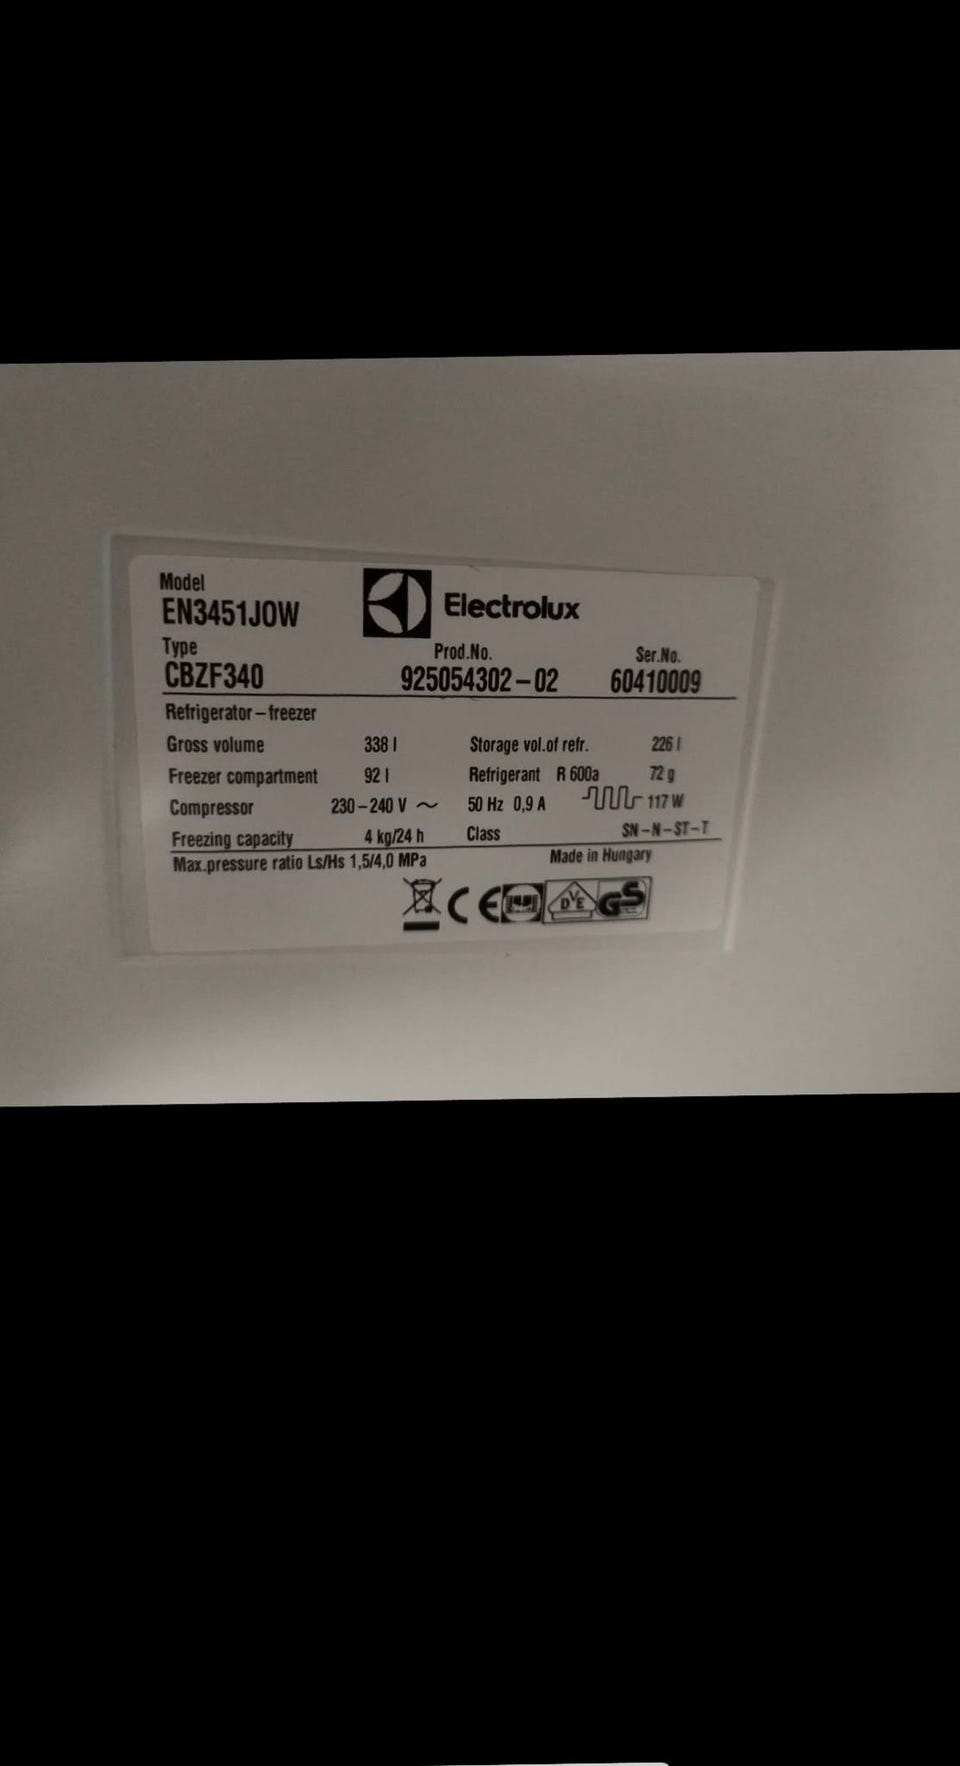 Model
EN3451JOW
Electrolux
Type
Prod.No.
Ser.No.
CBZF340 925054302-02 60410009
Refrigerator-freezer
Gross volume 338 l Storage vol.of refr. 226 l
Freezer compartment 92 l Refrigerant R 600a 72 g
Compressor 230-240 V ~ 50 Hz 0,9 A 117 W
Freezing capacity 4 kg/24 h Class SN-N-ST-T
Max.pressure ratio Ls/Hs 1,5/4,0 MPa Made in Hungary
CE DVE GS